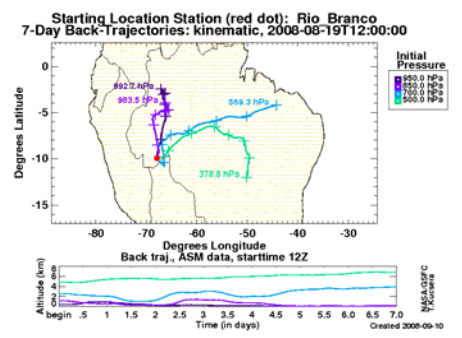 Starting Location Station (red dot): Rio_Branco
7-Day Back-Trajectories: kinematic, 2008-08-19T12:00:00
Initial
Pressure
950.0 hPa
850.0 hPa
700.0 hPa
500.0 hPa
0
-5
-10
-15
Degrees Latitude
992.7 hPa
983.5 hPa
569.3 hPa
378.8 hPa
-80
-70
-60
-50
-40
-30
Degrees Longitude
Back traj., ASM data, starttime 12Z
Altitude (km)
8
6
4
2
0
begin .5 1. 1.5 2. 2.5 3. 3.5 4. 4.5 5. 5.5 6. 6.5 7.0
Time (in days)
NASA/GSFC
T.Kucsera
Created 2008-09-10